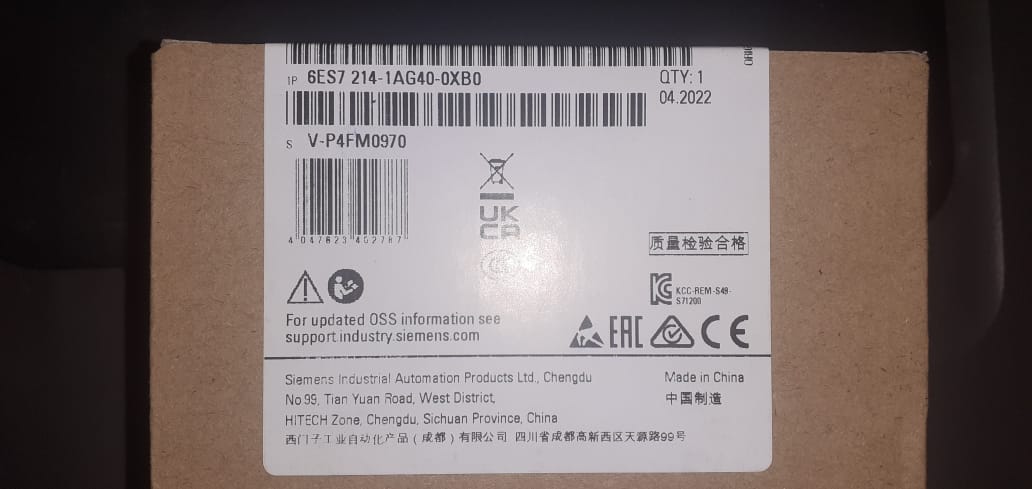 1P 6ES7 214-1AG40-0XB0
QTY: 1
04.2022
S V-P4FM0970
4 047623 402787
UK
CA
质量检验合格
KCC-REM-S49-
S71200
For updated OSS information see
support.industry.siemens.com
EAC CE
Siemens Industrial Automation Products Ltd., Chengdu
No.99, Tian Yuan Road, West District,
HITECH Zone, Chengdu, Sichuan Province, China
西门子工业自动化产品（成都）有限公司 四川省成都高新西区天源路99号
Made in China
中国制造